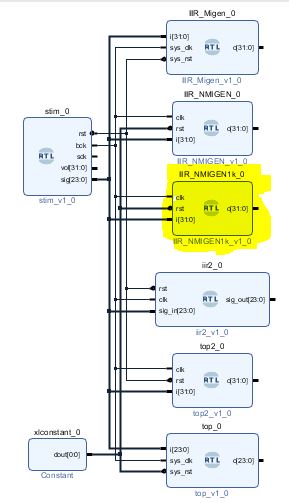 IIR_Migen_0
i[31:0]
sys_clk
sys_rst
RTL
o[31:0]
IIR_Migen_v1_0
IIR_NMIGEN_0
clk
rst
i[31:0]
RTL
o[31:0]
IIR_NMIGEN_v1_0
stim_0
RTL
rst
bck
sck
vol[31:0]
sig[23:0]
stim_v1_0
IIR_NMIGEN1k_0
clk
rst
i[31:0]
RTL
o[31:0]
IIR_NMIGEN1k_v1_0
iir2_0
rst
clk
sig_in[23:0]
RTL
sig_out[23:0]
iir2_v1_0
top2_0
clk
rst
i[31:0]
RTL
o[31:0]
top2_v1_0
xlconstant_0
dout[0:0]
Constant
top_0
i[23:0]
sys_clk
sys_rst
RTL
o[23:0]
top_v1_0